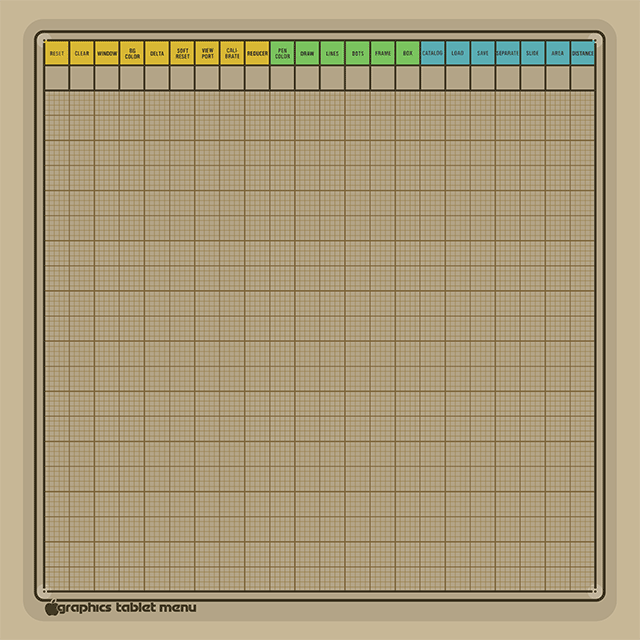 RESET CLEAR WINDOW BG COLOR DELTA SOFT RESET VIEW PORT CALI- BRATE REDUCER PEN COLOR DRAW LINES DOTS FRAME BOX CATALOG LOAD SAVE SEPARATE SLIDE AREA DISTANCE
graphics tablet menu